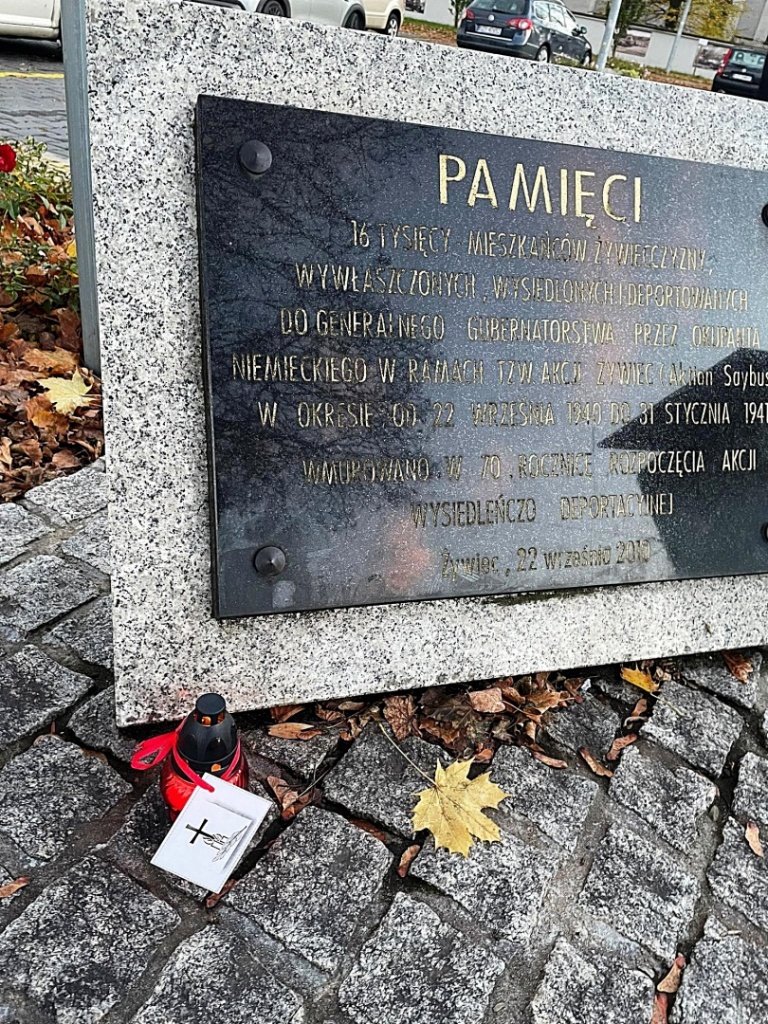 PAMIĘCI
16 TYSIĘCY MIESZKAŃCÓW ŻYWIECCZYZNY,
WYWŁASZCZONYCH, WYSIEDLONYCH I DEPORTOWANYCH
DO GENERALNEGO GUBERNATORSTWA PRZEZ OKUPANTA
NIEMIECKIEGO W RAMACH TZW. AKCJI ŻYWIEC (Aktion Saybus
W OKRESIE OD 22 WRZEŚNIA 1940 DO 31 STYCZNIA 1941
WMUROWANO W 70 ROCZNICĘ ROZPOCZĘCIA AKCJI
WYSIEDLEŃCZO DEPORTACYJNEJ
Żywiec, 22 września 2010